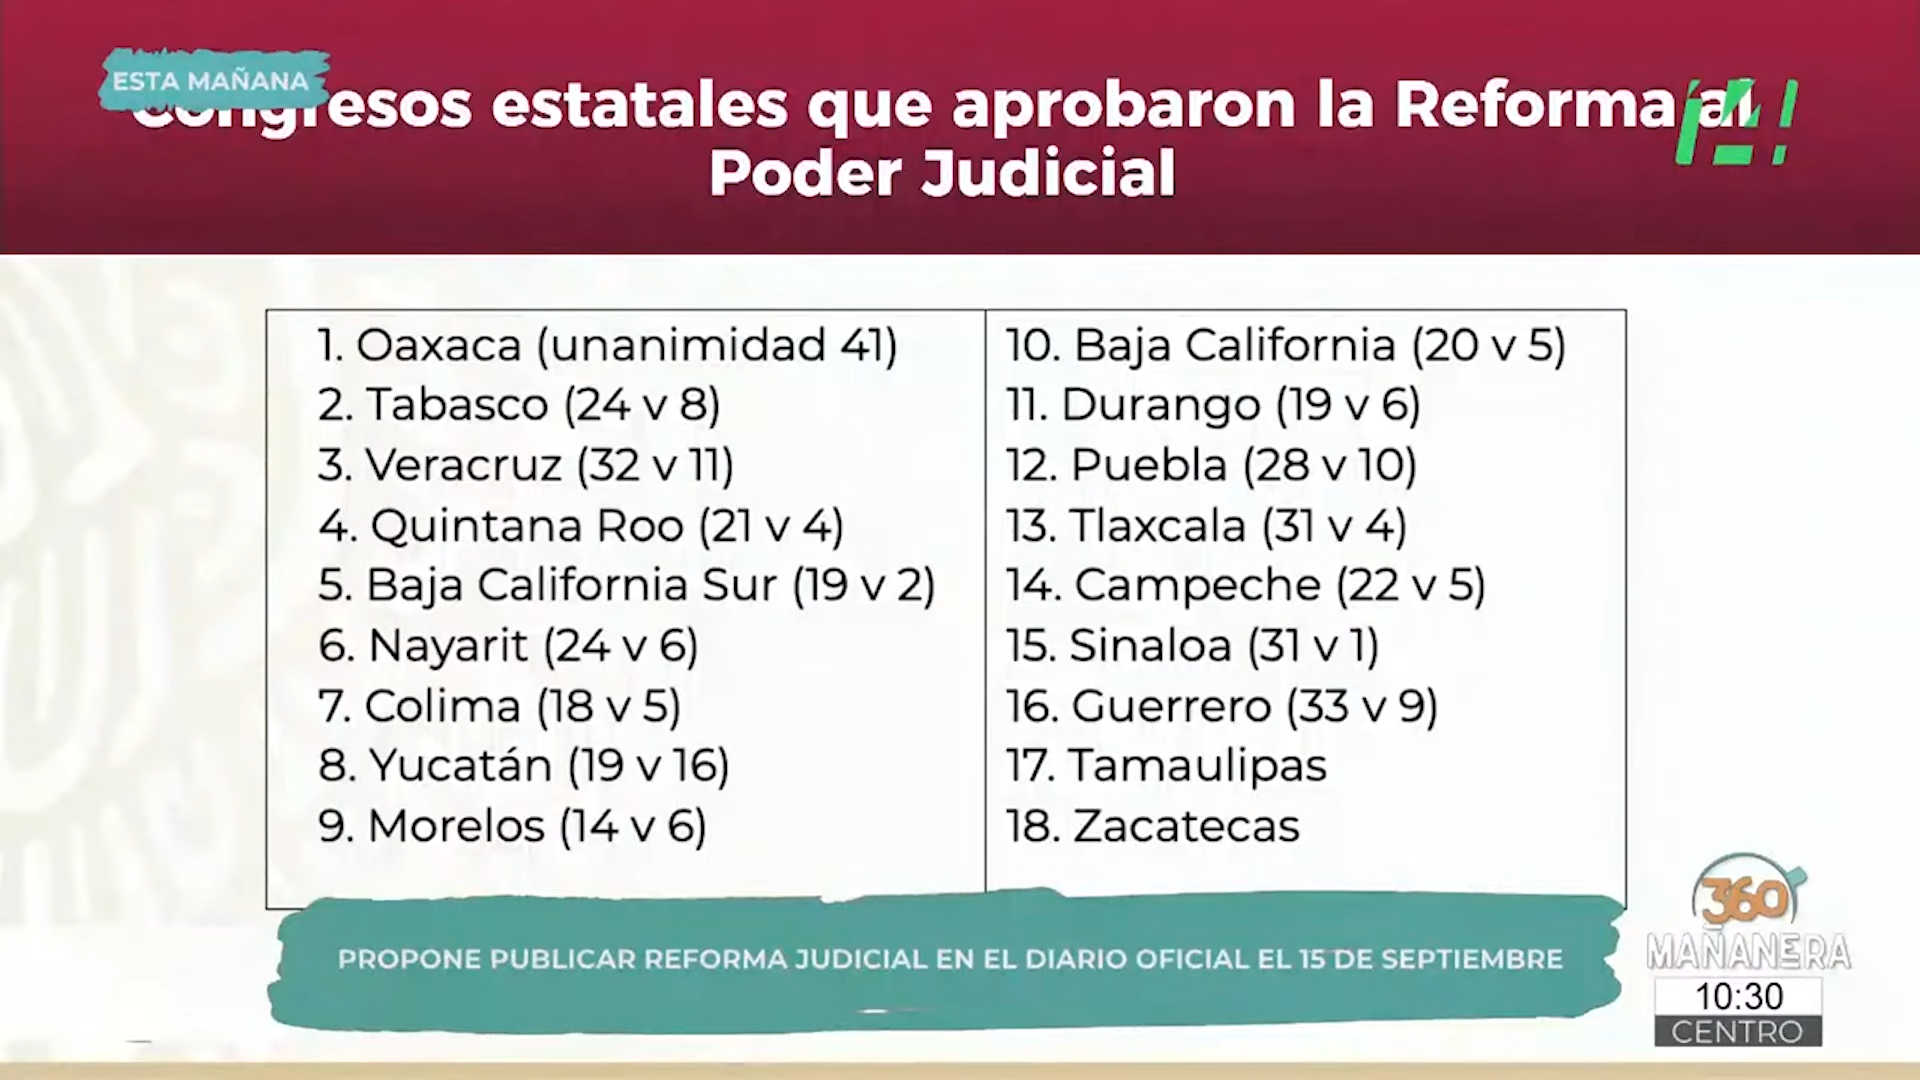 ESTA MAÑANA
Congresos estatales que aprobaron la Reforma al
Poder Judicial
1. Oaxaca (unanimidad 41)
2. Tabasco (24 v 8)
3. Veracruz (32 v 11)
4. Quintana Roo (21 v 4)
5. Baja California Sur (19 v 2)
6. Nayarit (24 v 6)
7. Colima (18 v 5)
8. Yucatán (19 v 16)
9. Morelos (14 v 6)
10. Baja California (20 v 5)
11. Durango (19 v 6)
12. Puebla (28 v 10)
13. Tlaxcala (31 v 4)
14. Campeche (22 v 5)
15. Sinaloa (31 v 1)
16. Guerrero (33 v 9)
17. Tamaulipas
18. Zacatecas
PROPONE PUBLICAR REFORMA JUDICIAL EN EL DIARIO OFICIAL EL 15 DE SEPTIEMBRE
360°
MAÑANERA
10:30
CENTRO